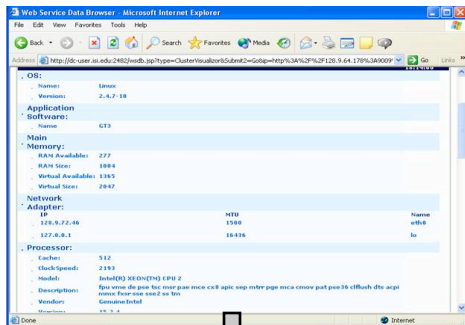 Web Service Data Browser - Microsoft Internet Explorer
File Edit View Favorites Tools Help
Back Search Favorites Media
Address http://dc-user.isi.edu:2482/wsdb.jsp?type=ClusterVisualizor&Submit2=Go&ip=http%3A%2F%2F128.9.64.178%3A9009 Go Links »
OS:
Name: Linux
Version: 2.4.7-10
Application
Software:
Name GT3
Main
Memory:
RAM Available: 277
RAM Size: 1004
Virtual Available: 1365
Virtual Size: 2047
Network
Adapter:
IP MTU Name
128.9.72.46 1500 eth0
127.0.0.1 16436 lo
Processor:
Cache: 512
ClockSpeed: 2193
Model: Intel(R) XEON(TM) CPU 2
Description: fpu vme de pse tsc msr pae mce cx8 apic sep mtrr pge mca cmov pat pse36 clflush dts acpi
mmx fxsr sse sse2 ss tm
Vendor: GenuineIntel
Done Internet